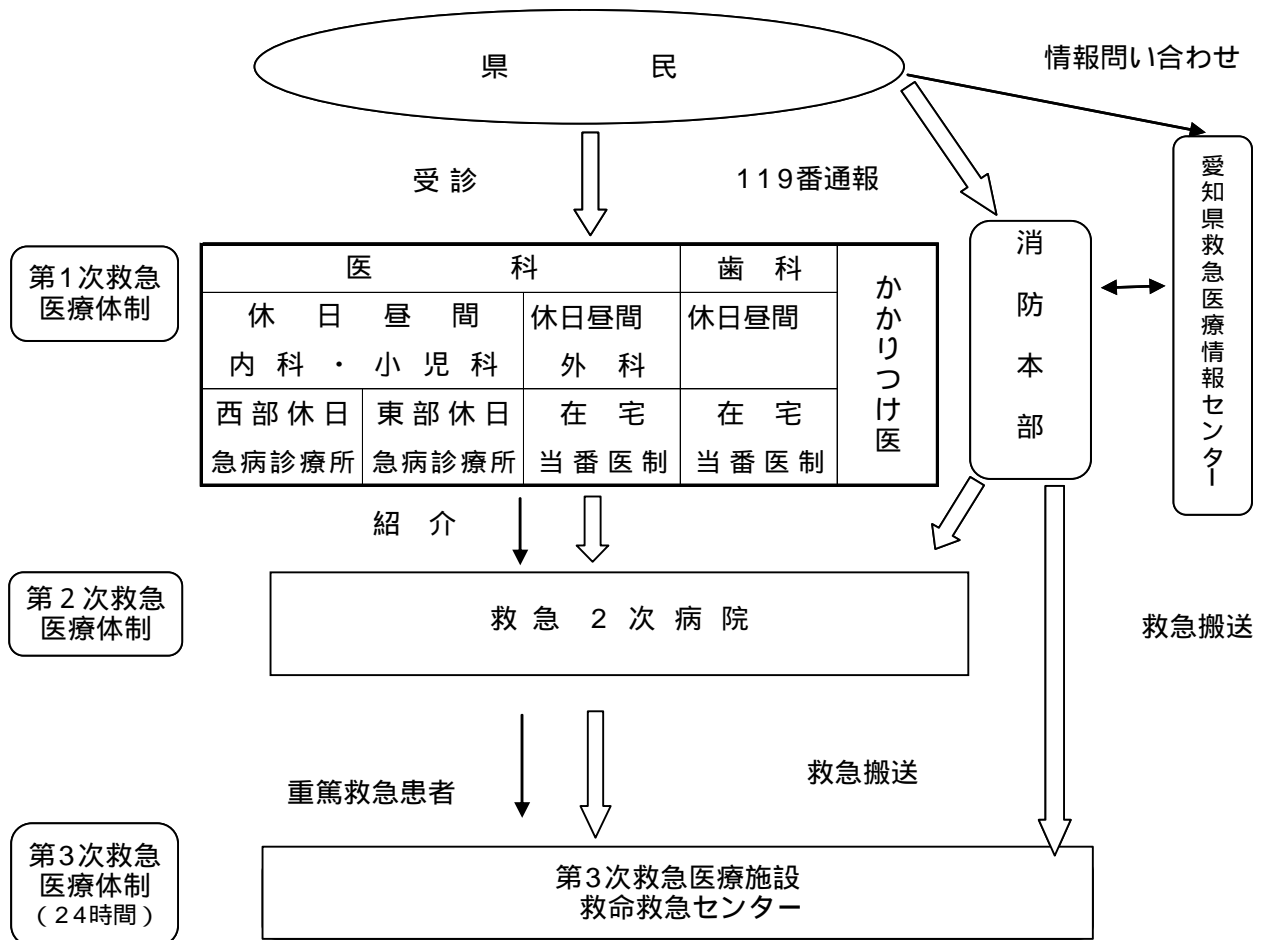 県 民
情報問い合わせ
受 診
119番通報
愛知県救急医療情報センター
消防本部
第1次救急
医療体制
医 科
歯 科
かかりつけ医
休 日 昼 間
内 科 ・ 小 児 科
休日昼間
外 科
休日昼間
西部休日
急病診療所
東部休日
急病診療所
在 宅
当番医制
在 宅
当番医制
紹 介
第2次救急
医療体制
救 急 2 次 病 院
救急搬送
重篤救急患者
救急搬送
第3次救急
医療体制
(24時間)
第3次救急医療施設
救命救急センター